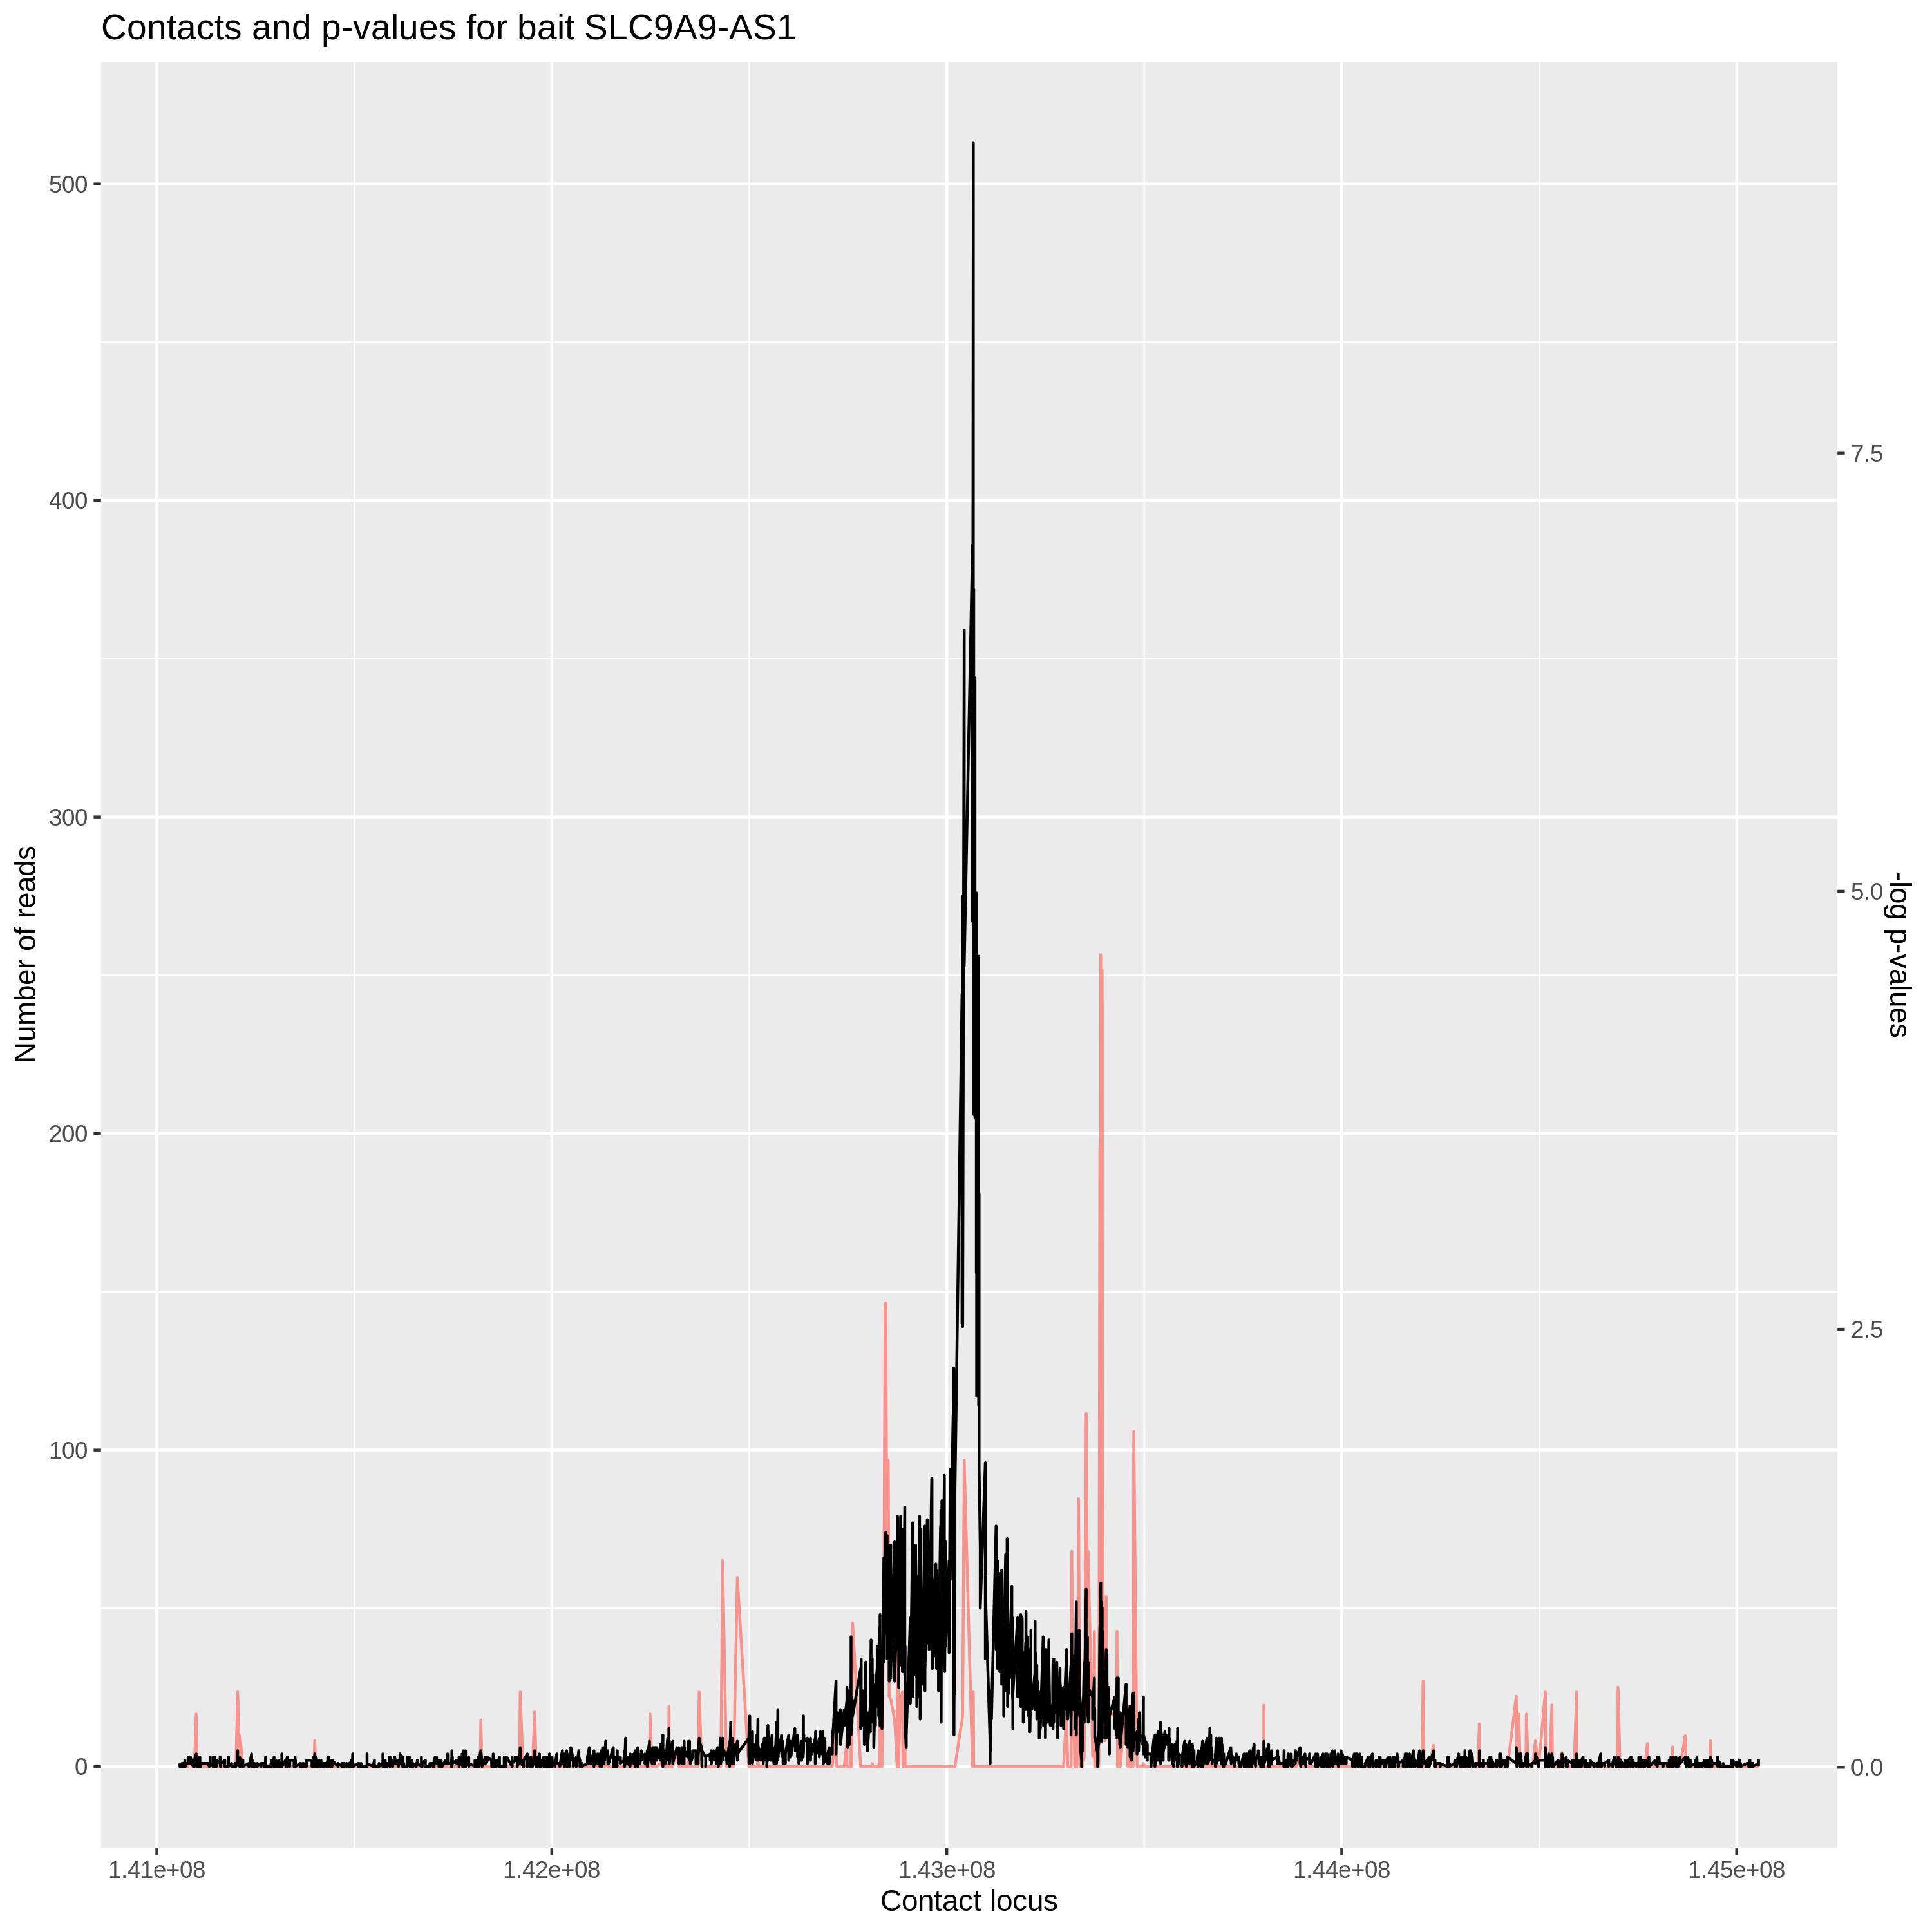 Contacts and p-values for bait SLC9A9-AS1
500
400
300
200
100
0
Number of reads
7.5
5.0
2.5
0.0
-log p-values
1.41e+08
1.42e+08
1.43e+08
1.44e+08
1.45e+08
Contact locus